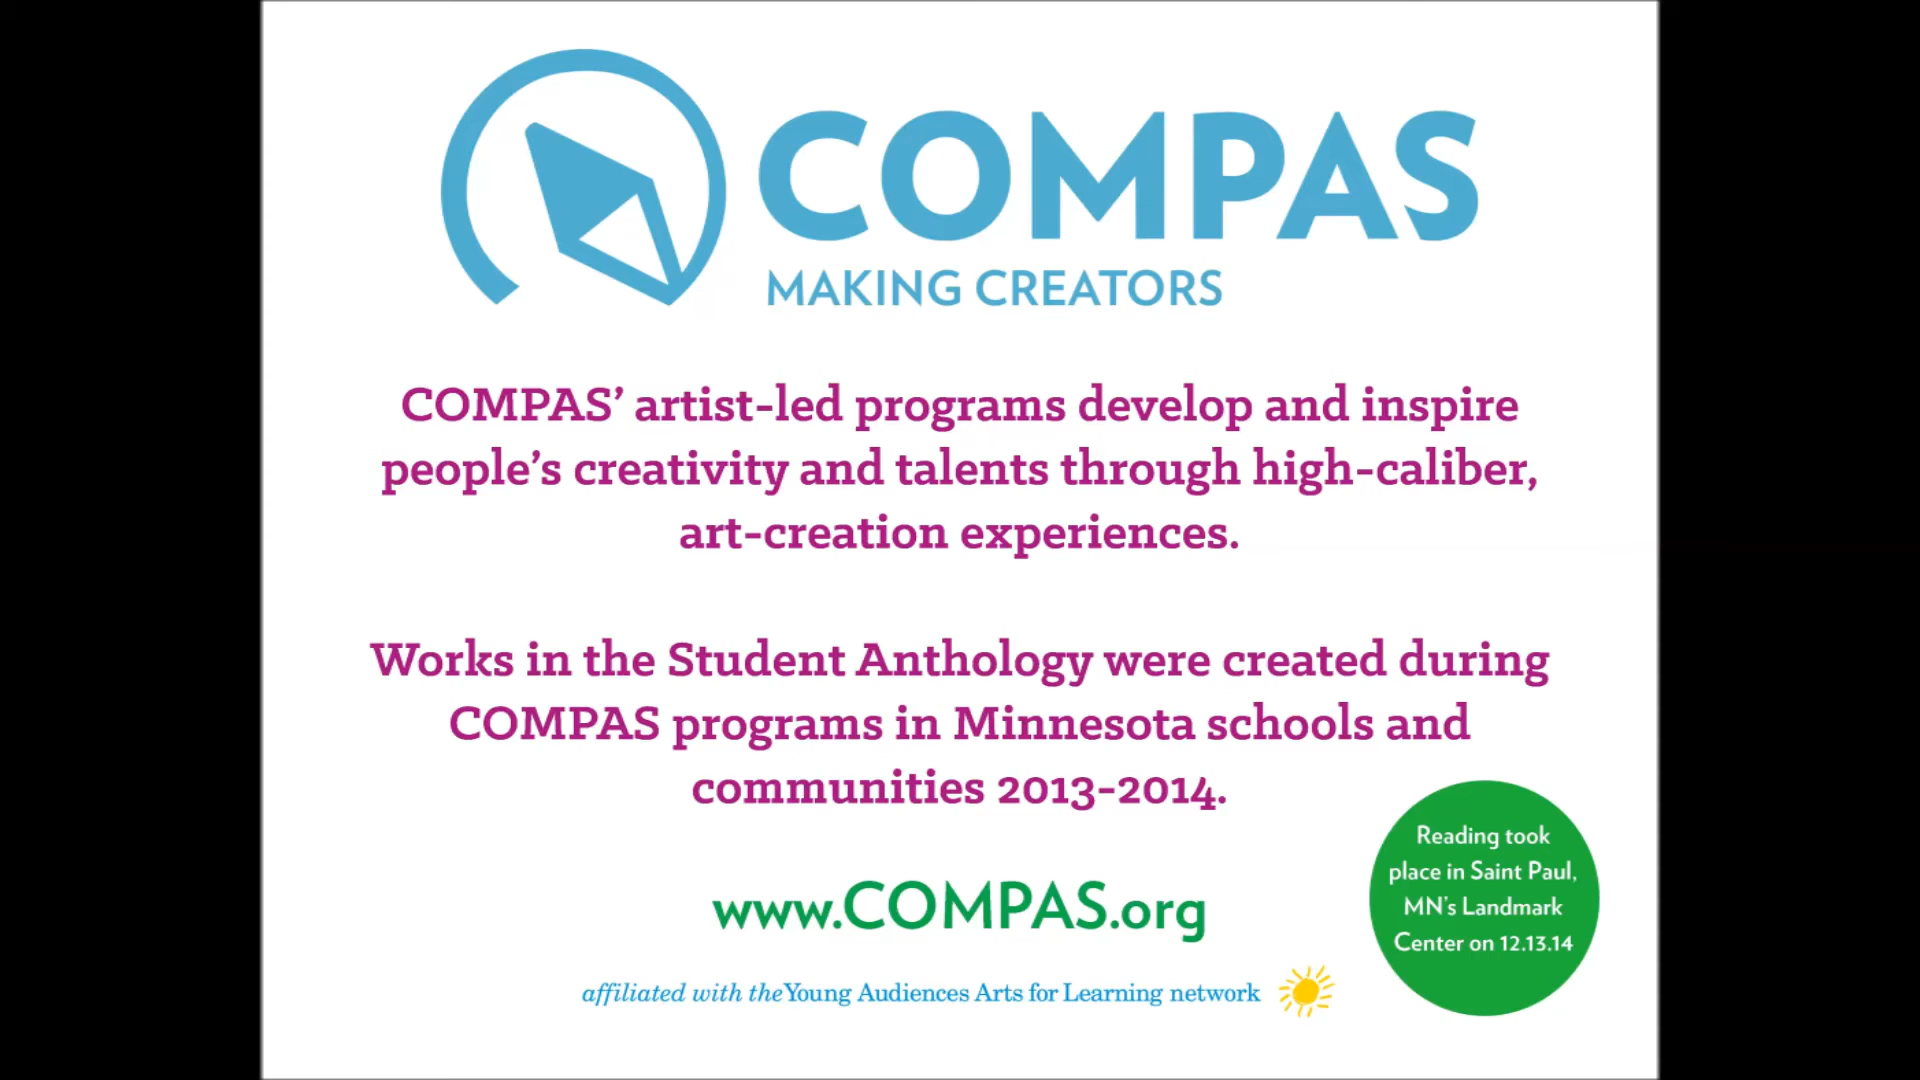 COMPAS
MAKING CREATORS
COMPAS’ artist-led programs develop and inspire
people’s creativity and talents through high-caliber,
art-creation experiences.
Works in the Student Anthology were created during
COMPAS programs in Minnesota schools and
communities 2013-2014.
Reading took
place in Saint Paul,
MN’s Landmark
Center on 12.13.14
www.COMPAS.org
affiliated with the Young Audiences Arts for Learning network